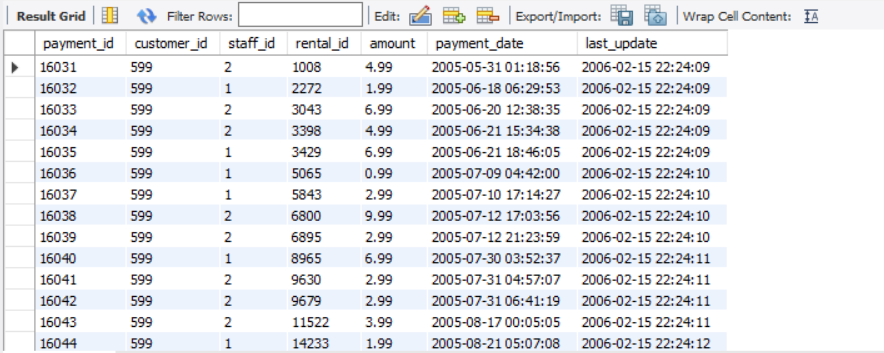 Result Grid Filter Rows: Edit: Export/Import: Wrap Cell Content: IA
payment_id customer_id staff_id rental_id amount payment_date last_update
16031 599 2 1008 4.99 2005-05-31 01:18:56 2006-02-15 22:24:09
16032 599 1 2272 1.99 2005-06-18 06:29:53 2006-02-15 22:24:09
16033 599 2 3043 6.99 2005-06-20 12:38:35 2006-02-15 22:24:09
16034 599 2 3398 4.99 2005-06-21 15:34:38 2006-02-15 22:24:09
16035 599 1 3429 6.99 2005-06-21 18:46:05 2006-02-15 22:24:09
16036 599 1 5065 0.99 2005-07-09 04:42:00 2006-02-15 22:24:10
16037 599 1 5843 2.99 2005-07-10 17:14:27 2006-02-15 22:24:10
16038 599 2 6800 9.99 2005-07-12 17:03:56 2006-02-15 22:24:10
16039 599 2 6895 2.99 2005-07-12 21:23:59 2006-02-15 22:24:10
16040 599 1 8965 6.99 2005-07-30 03:52:37 2006-02-15 22:24:11
16041 599 2 9630 2.99 2005-07-31 04:57:07 2006-02-15 22:24:11
16042 599 2 9679 2.99 2005-07-31 06:41:19 2006-02-15 22:24:11
16043 599 2 11522 3.99 2005-08-17 00:05:05 2006-02-15 22:24:11
16044 599 1 14233 1.99 2005-08-21 05:07:08 2006-02-15 22:24:12